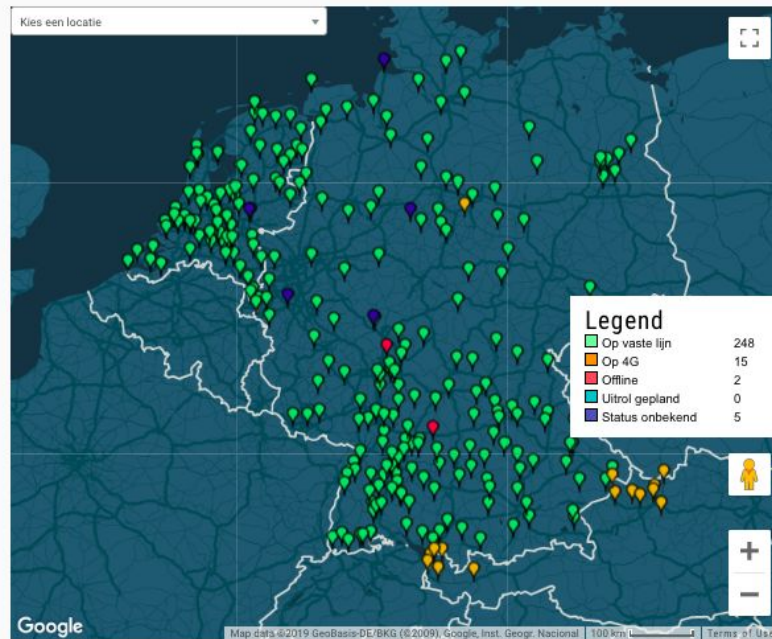 Kies een locatie
Legend
Op vaste lijn 248
Op 4G 15
Offline 2
Uitrol gepland 0
Status onbekend 5
Google
Map data ©2019 GeoBasis-DE/BKG (©2009), Google, Inst. Geogr. Nacional 100 km Terms of U